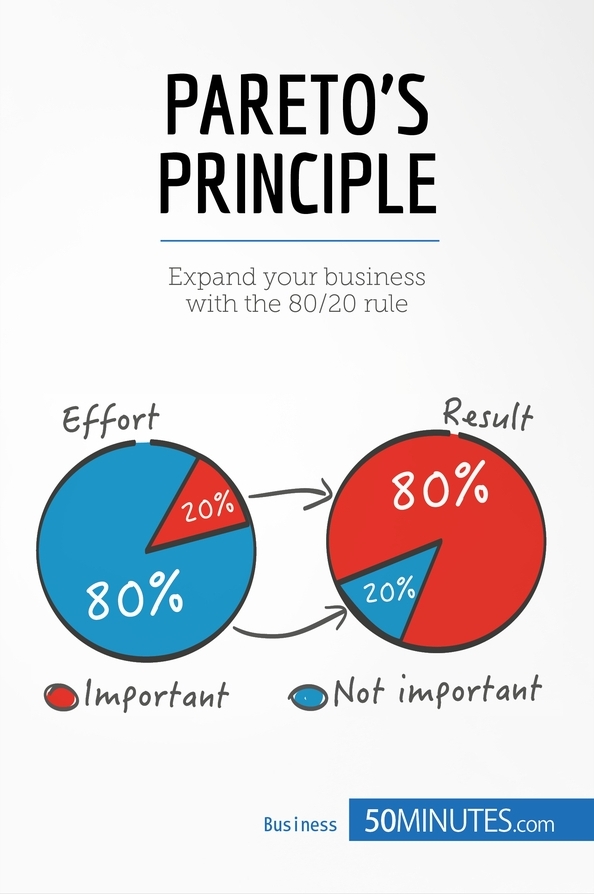 PARETO'S
PRINCIPLE
Expand your business
with the 80/20 rule
Effort
Result
20%
80%
80%
20%
Important
Not important
Business
50MINUTES.com